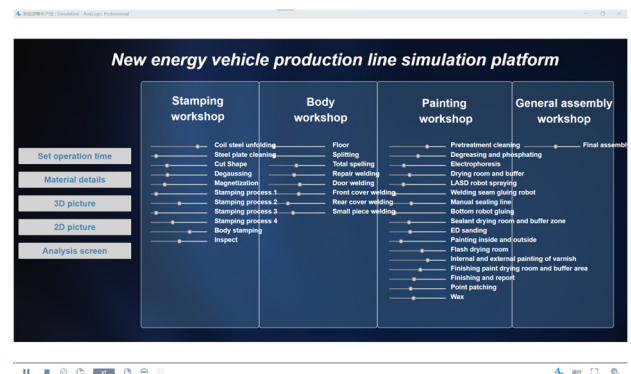 New energy vehicle production line simulation platform
Set operation time
Material details
3D picture
2D picture
Analysis screen
Stamping
workshop
Coil steel unfolding
Steel plate cleaning
Cut Shape
Degaussing
Magnetization
Stamping process 1
Stamping process 2
Stamping process 3
Stamping process 4
Body stamping
Inspect
Body
workshop
Floor
Splitting
Total spelling
Repair welding
Door welding
Front cover welding
Rear cover welding
Small piece welding
Painting
workshop
Pretreatment cleaning
Degreasing and phosphating
Electrophoresis
Drying room and buffer
LASD robot spraying
Welding seam gluing robot
Manual sealing line
Bottom robot gluing
Sealant drying room and buffer zone
ED sanding
Painting inside and outside
Flash drying room
Internal and external painting of varnish
Finishing paint drying room and buffer area
Finishing and report
Point patching
Wax
General assembly
workshop
Final assembl
x1